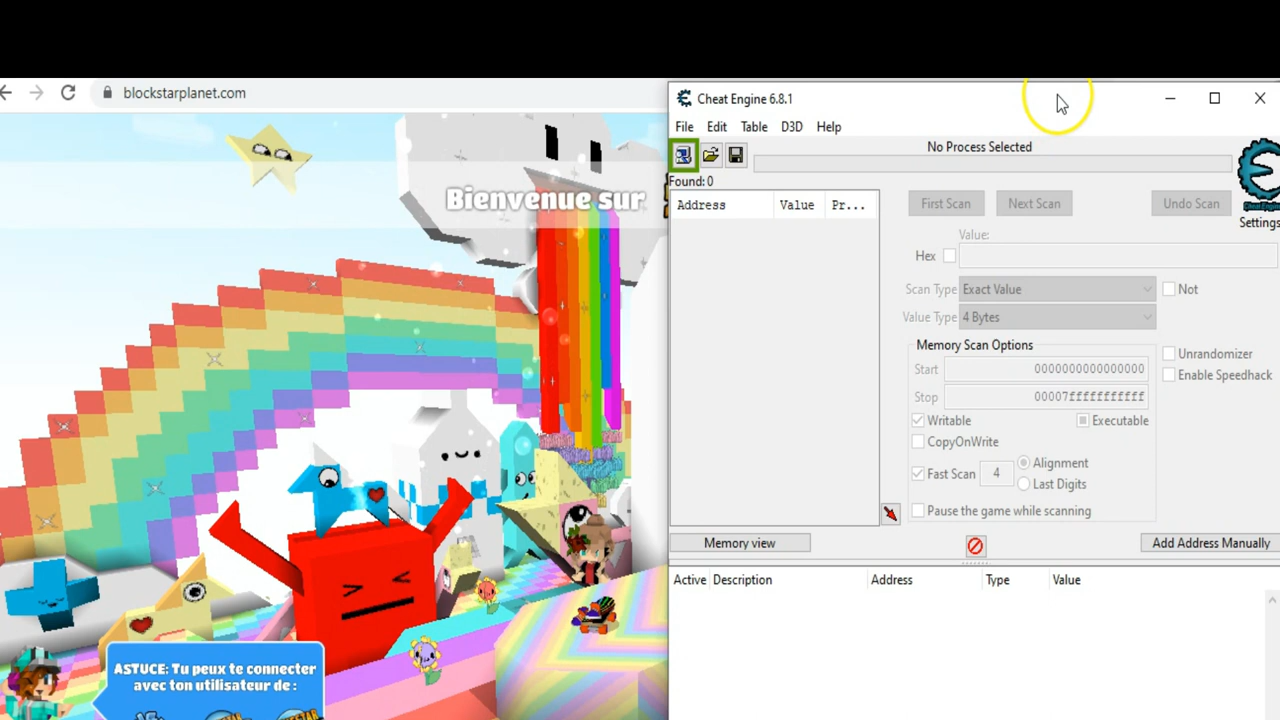 blockstarplanet.com
Bienvenue sur
ASTUCE: Tu peux te connecter
avec ton utilisateur de :
Cheat Engine 6.8.1
File Edit Table D3D Help
No Process Selected
Found: 0
Address Value Pr...
First Scan Next Scan Undo Scan
Settings
Value:
Hex
Scan Type Exact Value Not
Value Type 4 Bytes
Memory Scan Options
Start 0000000000000000
Unrandomizer
Enable Speedhack
Stop 00007fffffffffff
Writable Executable
CopyOnWrite
Fast Scan 4 Alignment
Last Digits
Pause the game while scanning
Memory view Add Address Manually
Active Description Address Type Value